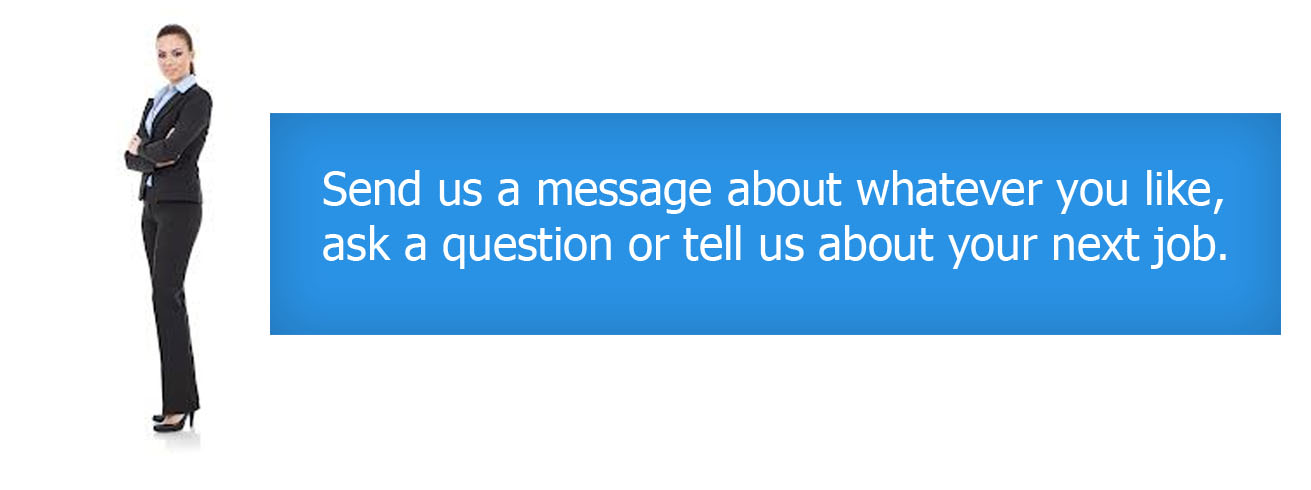 Send us a message about whatever you like,
ask a question or tell us about your next job.